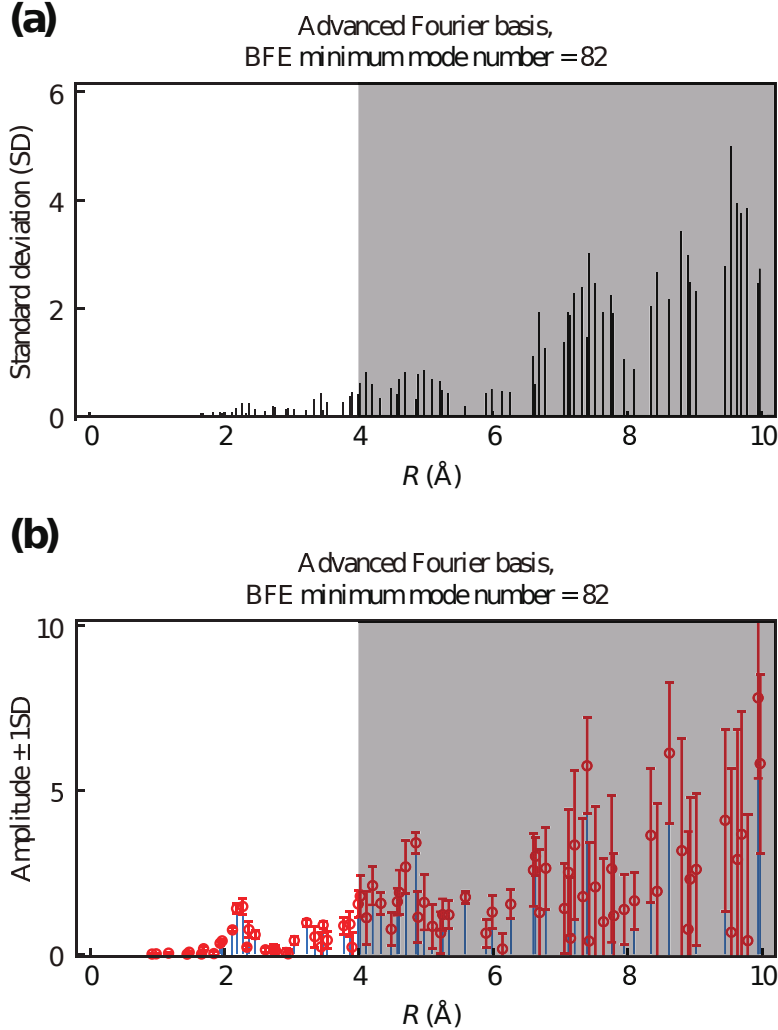 (a)
Advanced Fourier basis,
BFE minimum mode number = 82
Standard deviation (SD)
6
4
2
0
0 2 4 6 8 10
R (Å)
(b)
Advanced Fourier basis,
BFE minimum mode number = 82
Amplitude ± 1SD
10
5
0
0 2 4 6 8 10
R (Å)